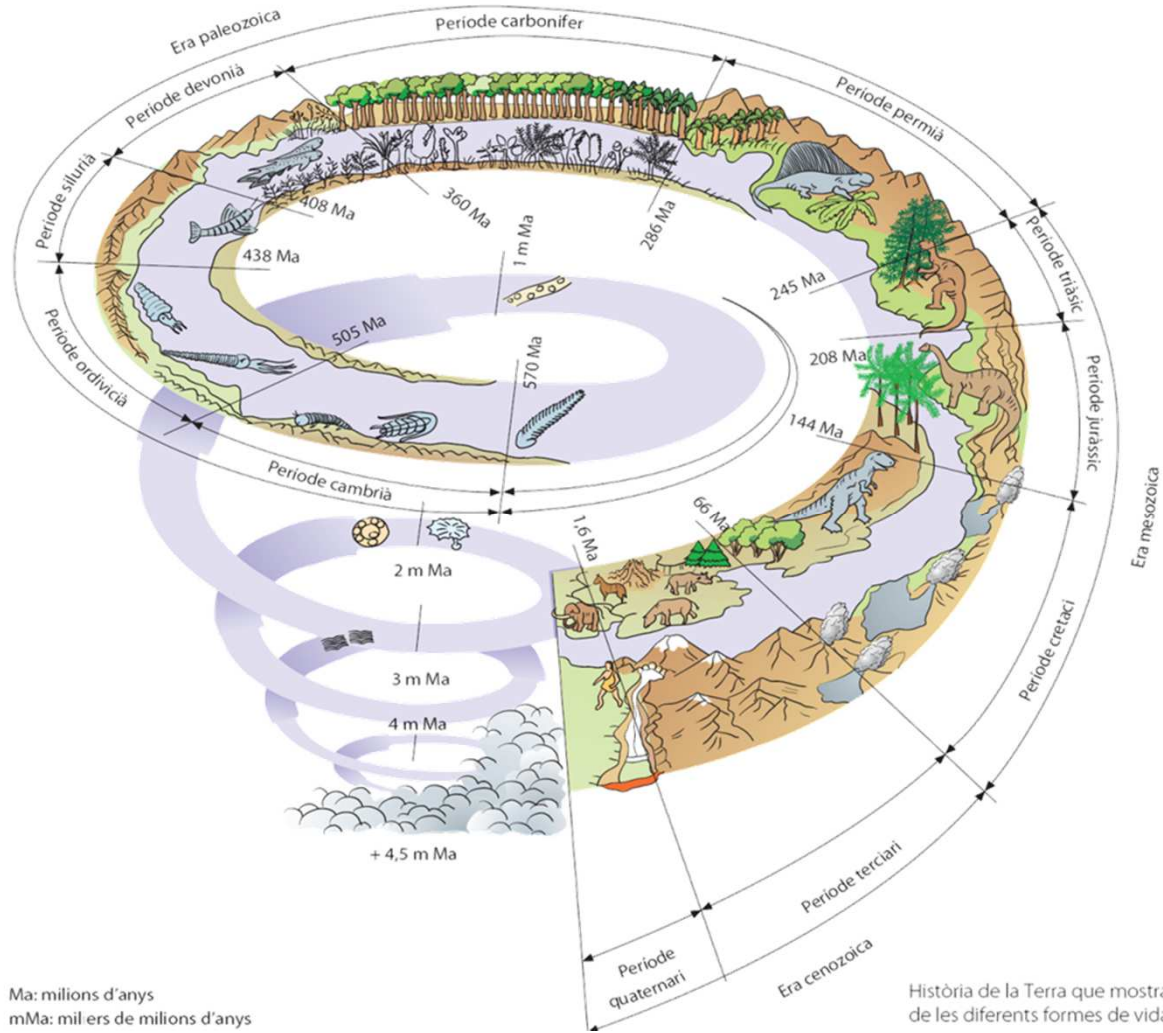 Era paleozoica
Període carbonifer
Període devonià
Període permià
Període silurià
408 Ma
360 Ma
1 m Ma
286 Ma
438 Ma
245 Ma
Període triàsic
505 Ma
570 Ma
208 Ma
Període ordivicià
144 Ma
Període juràssic
Període cambrià
Era mesozoica
66 Ma
1,6 Ma
2 m Ma
3 m Ma
Període cretaci
4 m Ma
+ 4,5 m Ma
Període terciari
Període
quaternari
Era cenozoica
Ma: milions d'anys
mMa: milers de milions d'anys
Història de la Terra que mostra
de les diferents formes de vida